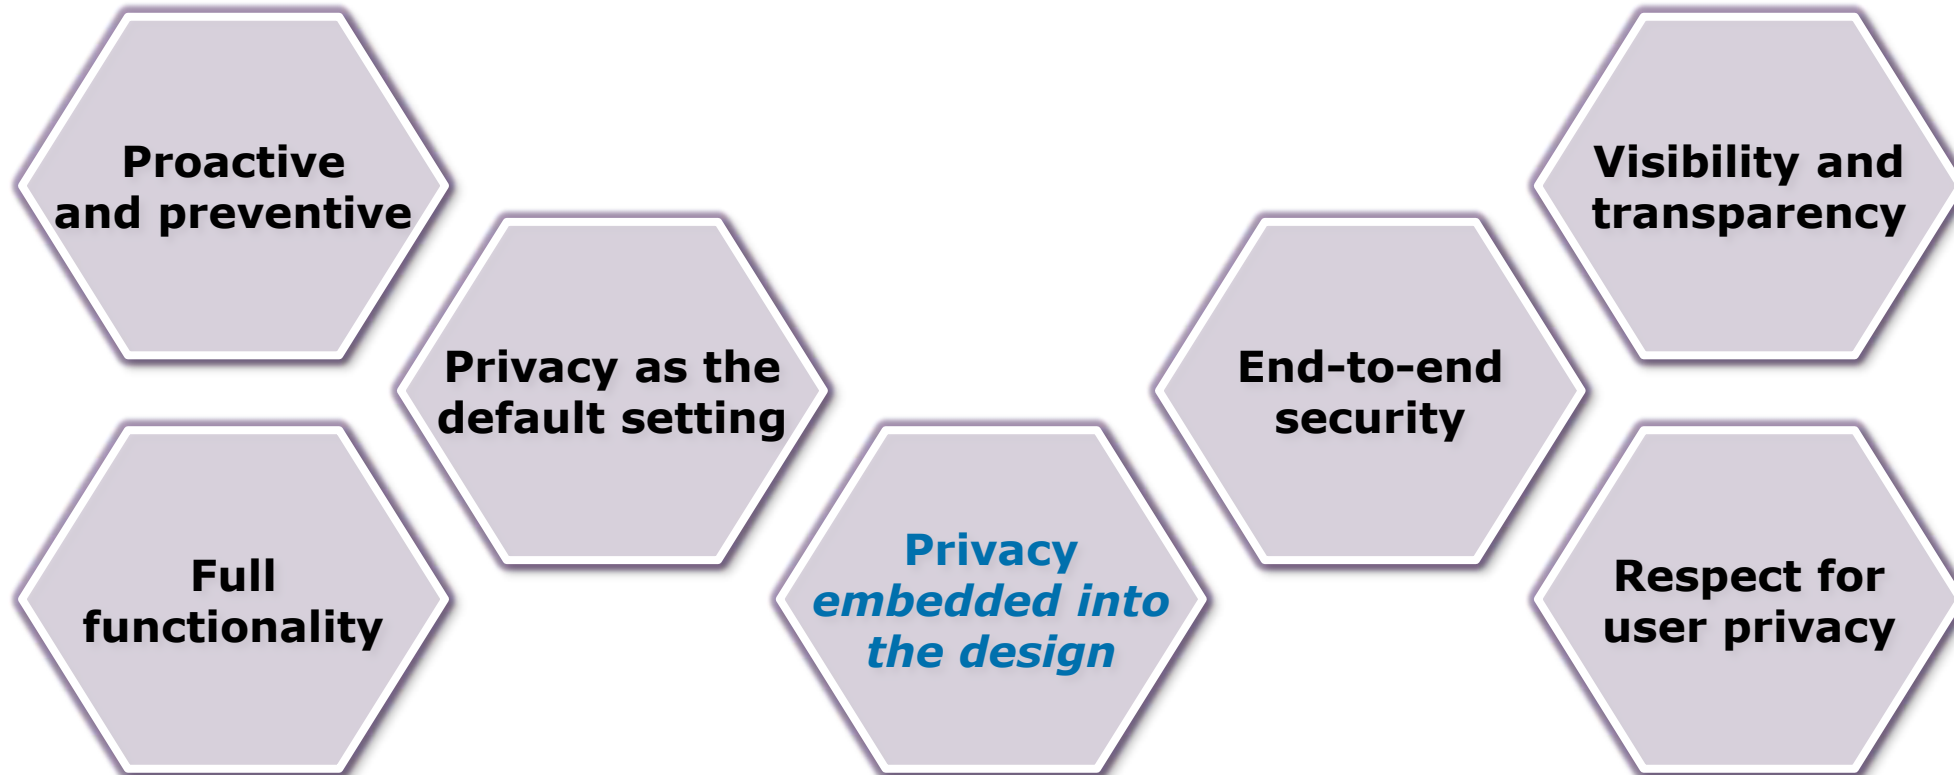 Proactive
and preventive
Visibility and
transparency
Privacy as the
default setting
End-to-end
security
Full
functionality
Privacy
embedded into
the design
Respect for
user privacy